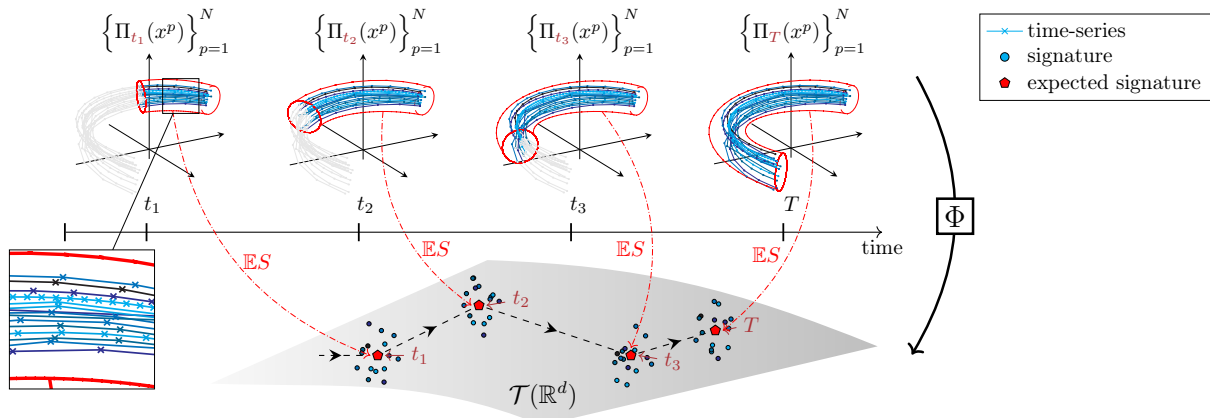 {Π_{t_1}(x^p)}_{p=1}^{N}
{Π_{t_2}(x^p)}_{p=1}^{N}
{Π_{t_3}(x^p)}_{p=1}^{N}
{Π_T(x^p)}_{p=1}^{N}
time-series
signature
expected signature
t_1
t_2
t_3
T
Φ
time
𝔼S
𝔼S
𝔼S
𝔼S
t_2
T
t_1
t_3
𝒯(ℝ^d)